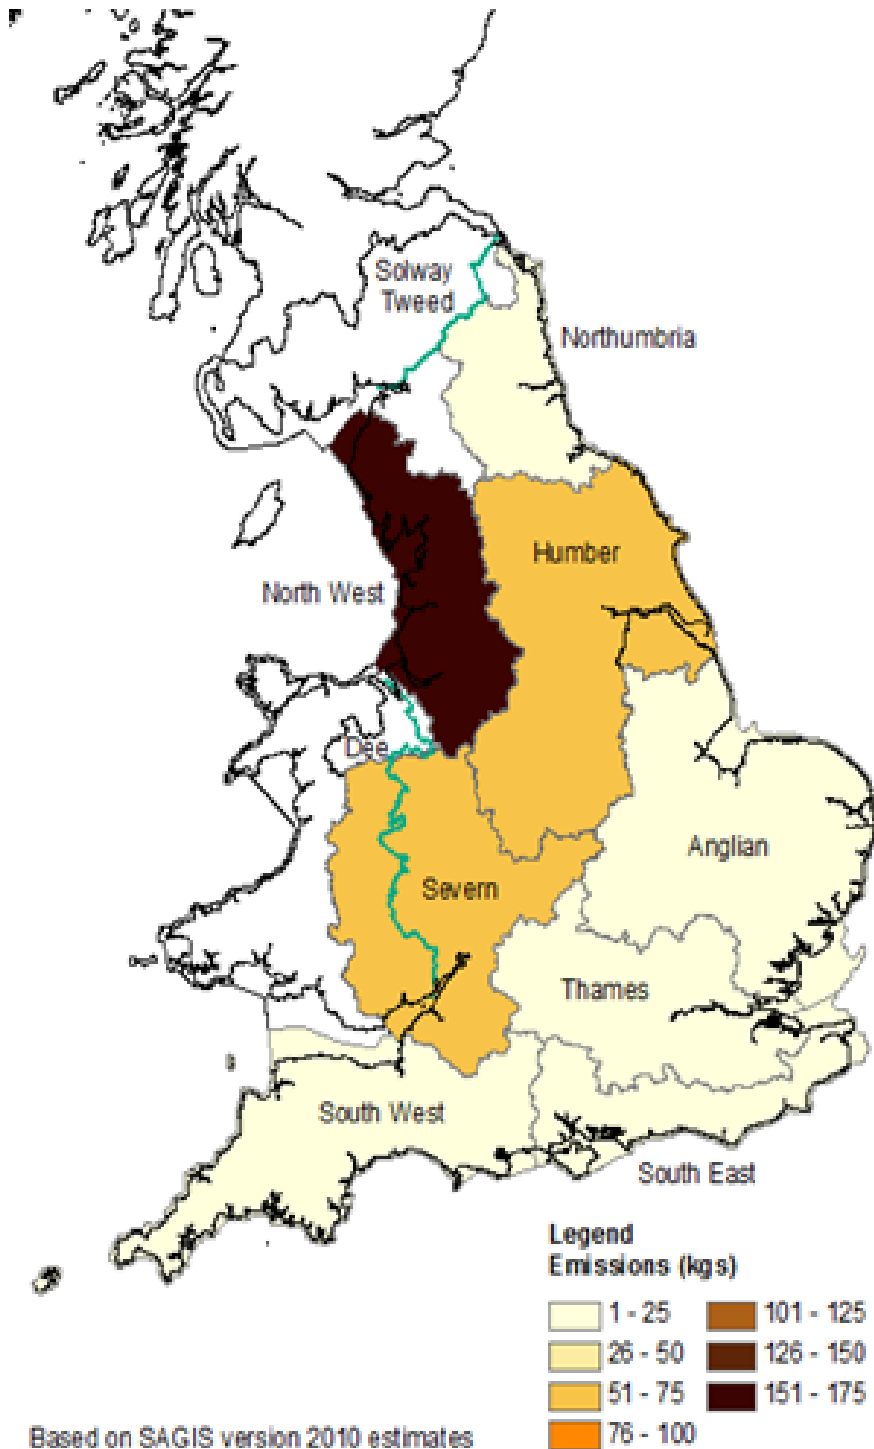 Solway
Tweed
Northumbria
Humber
North West
Dee
Anglian
Severn
Thames
South West
South East
Legend
Emissions (kgs)
1 - 25
26 - 50
51 - 75
76 - 100
101 - 125
126 - 150
151 - 175
Based on SAGIS version 2010 estimates